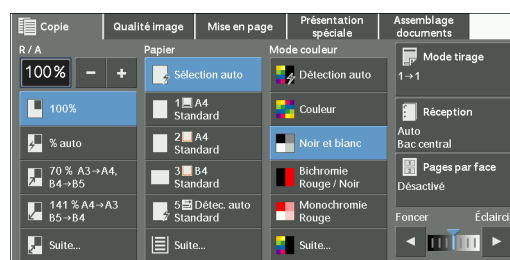 Copie
Qualité image
Mise en page
Présentation
spéciale
Assemblage
documents
R / A
100%
-
+
100%
% auto
70 % A3→A4,
B4→B5
141 % A4→A3
B5→B4
Suite...
Papier
Sélection auto
1 A4
Standard
2 A4
Standard
3 B4
Standard
5 Détec. auto
Standard
Suite...
Mode couleur
Détection auto
Couleur
Noir et blanc
Bichromie
Rouge / Noir
Monochromie
Rouge
Suite...
Mode tirage
1→1
Réception
Auto
Bac central
Pages par face
Désactivé
Foncer
Éclairci